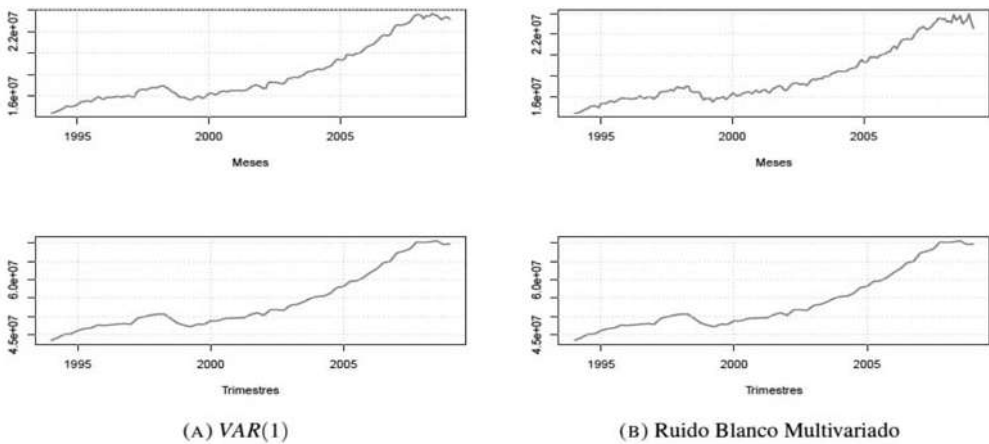 2.2e+07
1.6e+07
1995 2000 2005
Meses
2.2e+07
1.6e+07
1995 2000 2005
Meses
6.0e+07
4.5e+07
1995 2000 2005
Trimestres
6.0e+07
4.5e+07
1995 2000 2005
Trimestres
(A) VAR(1)
(B) Ruido Blanco Multivariado